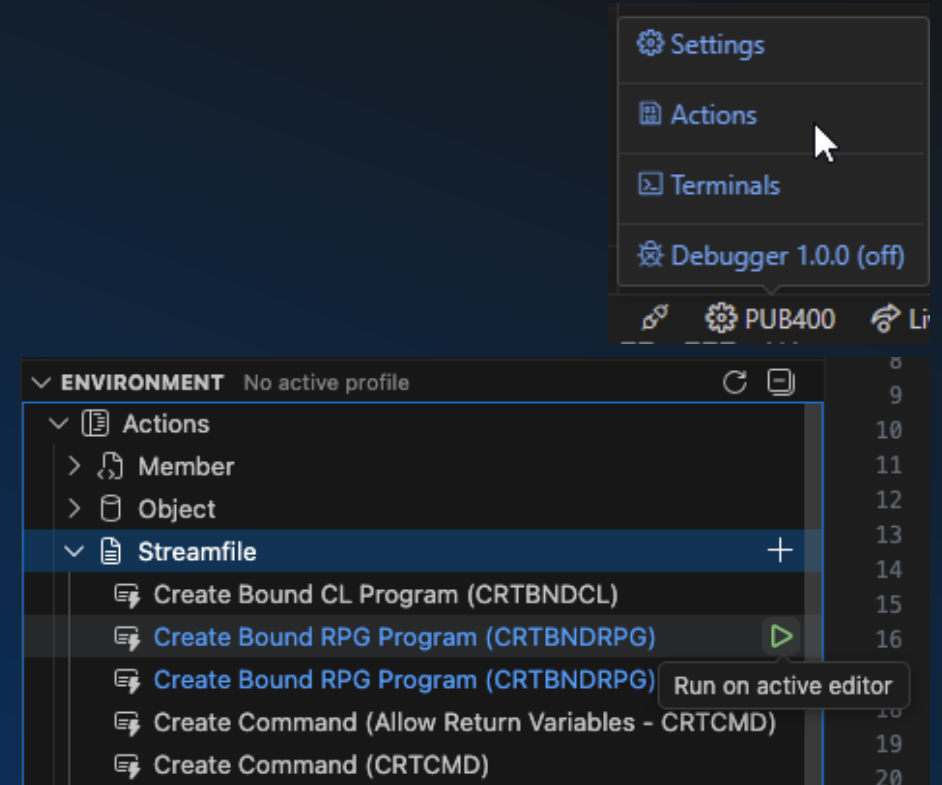 Settings
Actions
Terminals
Debugger 1.0.0 (off)
PUB400
ENVIRONMENT No active profile
Actions
Member
Object
Streamfile
Create Bound CL Program (CRTBNDCL)
Create Bound RPG Program (CRTBNDRPG)
Create Bound RPG Program (CRTBNDRPG)
Run on active editor
Create Command (Allow Return Variables - CRTCMD)
Create Command (CRTCMD)
8
9
10
11
12
13
14
15
16
18
19
20